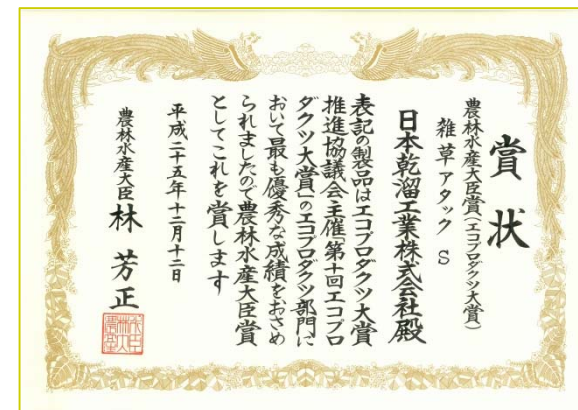 賞状
農林水産大臣賞(エコプロダクツ大賞)
雑草アタックS
日本乾溜工業株式会社殿
表記の製品はエコプロダクツ大賞
推進協議会主催「第十回エコプロ
ダクツ大賞」のエコプロダクツ部門に
おいて最も優秀な成績をおさめ
られましたので農林水産大臣賞
としてこれを賞します
平成二十五年十二月十二日
農林水産大臣 林 芳正